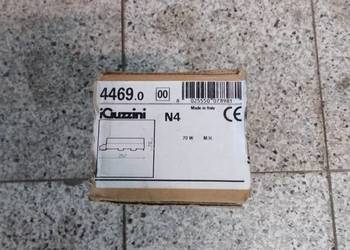 4469.0 00
Made in Italy
iGuzzini N4 CE
70 W M.H.